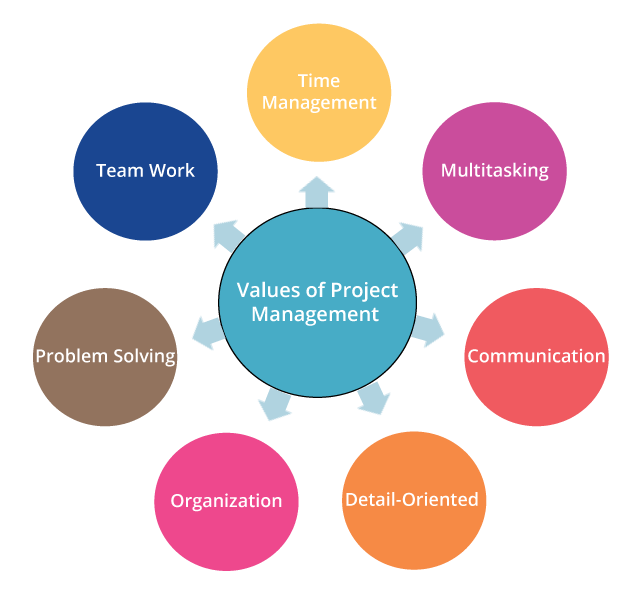 Time
Management
Team Work
Multitasking
Values of Project
Management
Problem Solving
Communication
Organization
Detail-Oriented